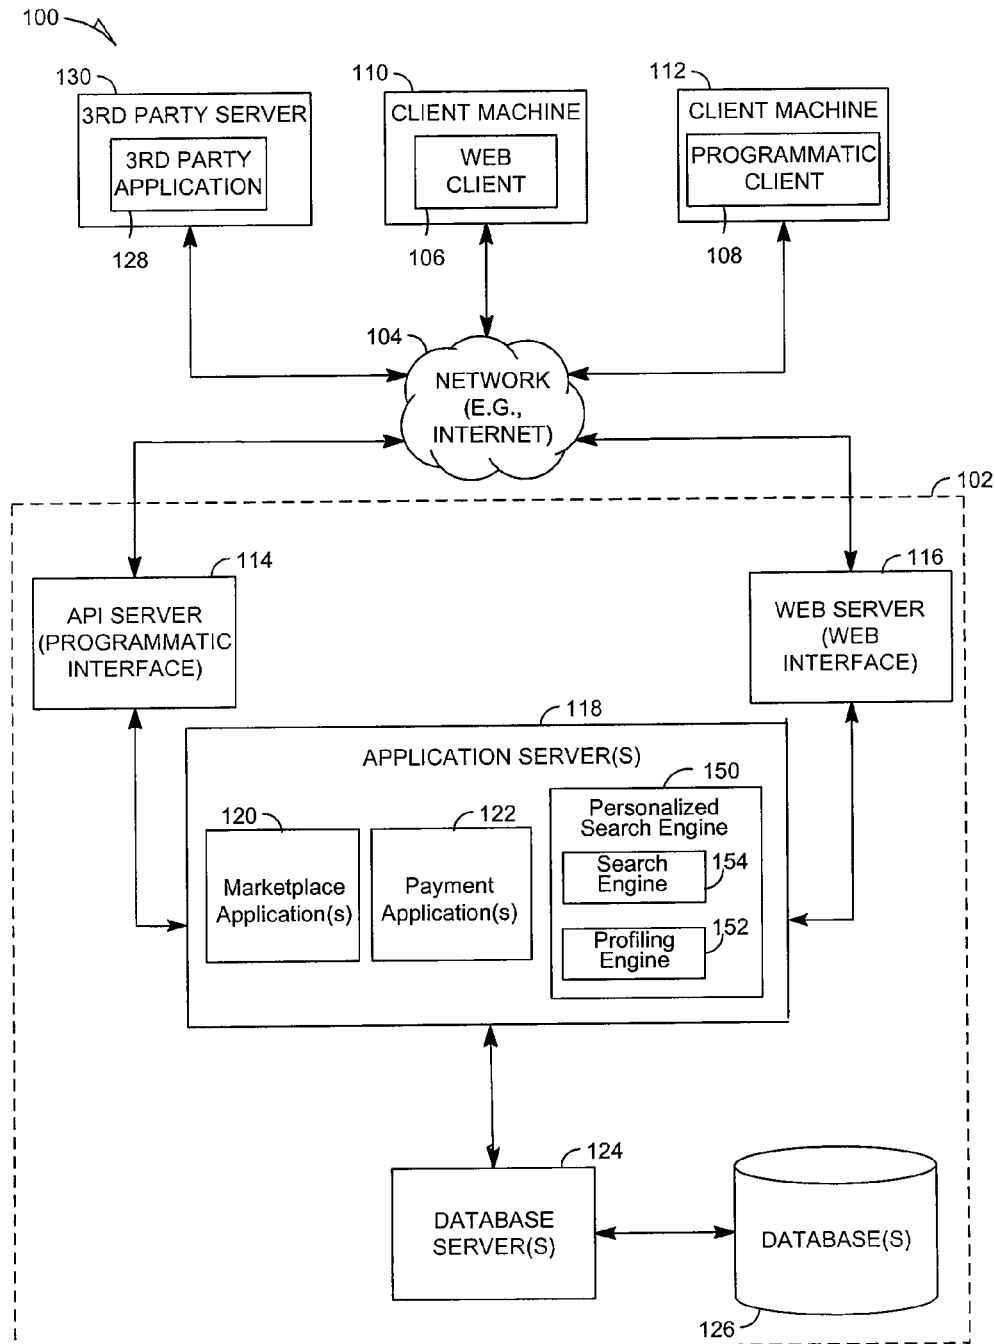 100
130
3RD PARTY SERVER
3RD PARTY
APPLICATION
128
110
CLIENT MACHINE
WEB
CLIENT
106
112
CLIENT MACHINE
PROGRAMMATIC
CLIENT
108
104
NETWORK
(E.G.,
INTERNET)
102
114
API SERVER
(PROGRAMMATIC
INTERFACE)
116
WEB SERVER
(WEB
INTERFACE)
118
APPLICATION SERVER(S)
120
Marketplace
Application(s)
122
Payment
Application(s)
150
Personalized
Search Engine
Search
Engine
154
Profiling
Engine
152
124
DATABASE
SERVER(S)
DATABASE(S)
126